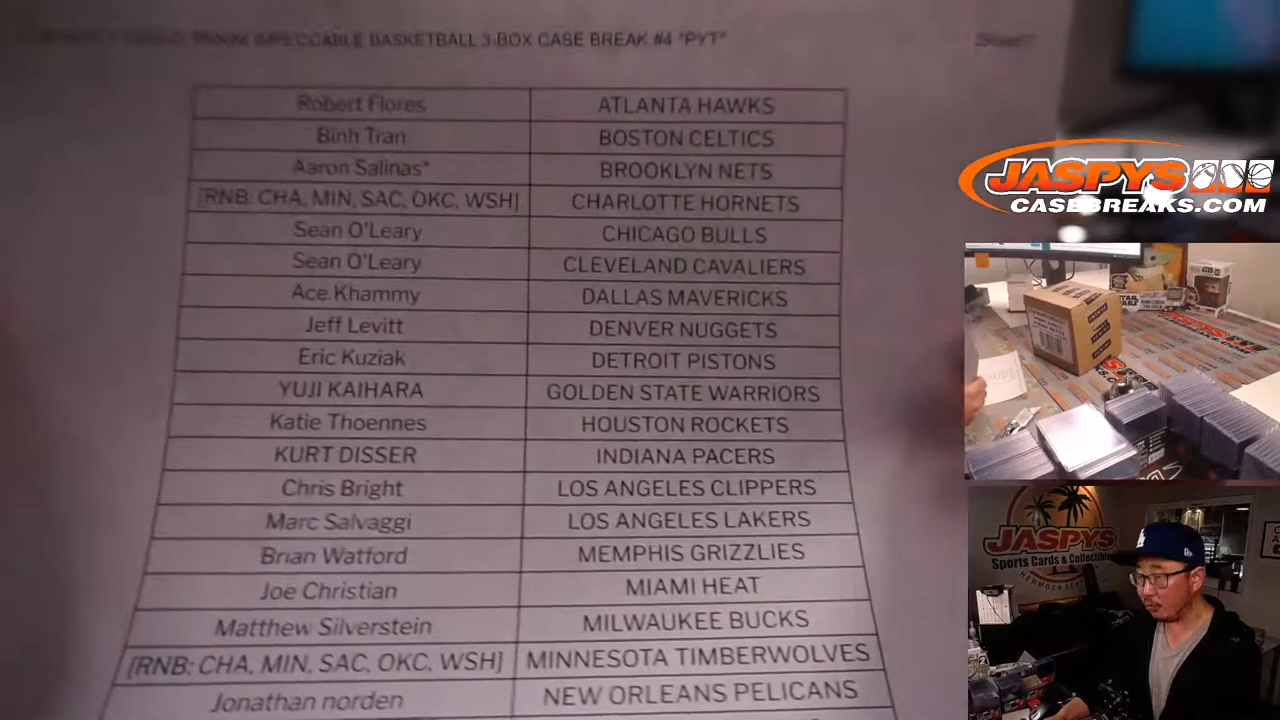 PANINI IMPECCABLE BASKETBALL 3-BOX CASE BREAK #4 "PYT"
Robert Flores ATLANTA HAWKS
Binh Tran BOSTON CELTICS
Aaron Salinas* BROOKLYN NETS
[RNB: CHA, MIN, SAC, OKC, WSH] CHARLOTTE HORNETS
Sean O'Leary CHICAGO BULLS
Sean O'Leary CLEVELAND CAVALIERS
Ace Khammy DALLAS MAVERICKS
Jeff Levitt DENVER NUGGETS
Eric Kuziak DETROIT PISTONS
YUJI KAIHARA GOLDEN STATE WARRIORS
Katie Thoennes HOUSTON ROCKETS
KURT DISSER INDIANA PACERS
Chris Bright LOS ANGELES CLIPPERS
Marc Salvaggi LOS ANGELES LAKERS
Brian Watford MEMPHIS GRIZZLIES
Joe Christian MIAMI HEAT
Matthew Silverstein MILWAUKEE BUCKS
[RNB: CHA, MIN, SAC, OKC, WSH] MINNESOTA TIMBERWOLVES
Jonathan norden NEW ORLEANS PELICANS
JASPYS
CASEBREAKS.COM
STAR WARS
JASPYS
Sports Cards & Collectibles
HERMOSA BEACH